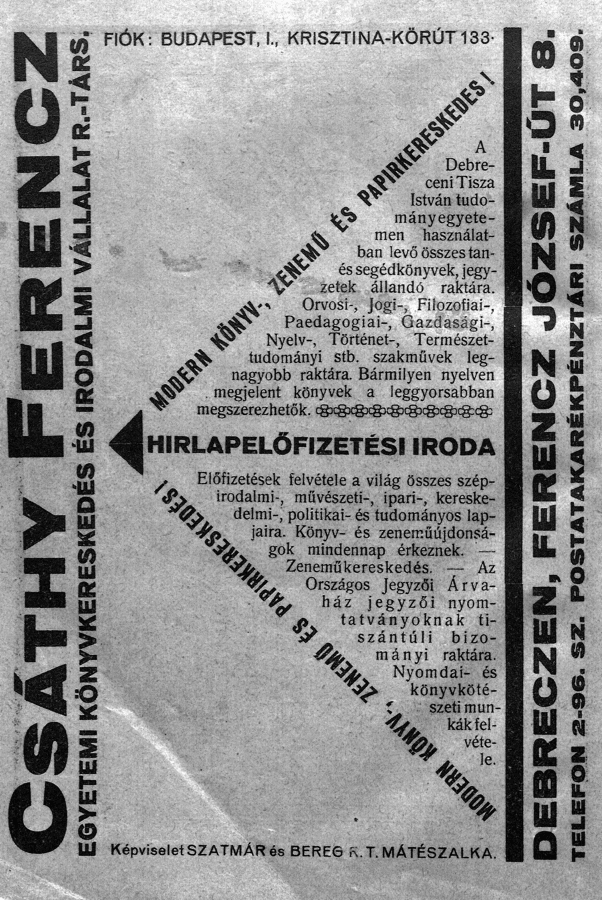 FIÓK: BUDAPEST, I., KRISZTINA-KÖRÚT 133·
CSÁTHY FERENCZ
EGYETEMI KÖNYVKERESKEDÉS ÉS IRODALMI VÁLLALAT R.-TÁRS.
MODERN KÖNYV-, ZENEMŰ ÉS PAPIRKERESKEDÉS!
A
Debre-
ceni Tisza
István tudo-
mányegyete-
men használat-
ban levő összes tan-
és segédkönyvek, jegy-
zetek állandó raktára.
Orvosi-, Jogi-, Filozofiai-,
Paedagogiai-, Gazdasági-,
Nyelv-, Történet-, Természet-
tudományi stb. szakművek leg-
nagyobb raktára. Bármilyen nyelven
megjelent könyvek a leggyorsabban
megszerezhetők.
HIRLAPELŐFIZETÉSI IRODA
Előfizetések felvétele a világ összes szép-
irodalmi-, művészeti-, ipari-, kereske-
delmi-, politikai- és tudományos lap-
jaira. Könyv- és zeneműújdonsá-
gok mindennap érkeznek. —
Zeneműkereskedés. — Az
Országos Jegyzői Árva-
ház jegyzői nyom-
tatványoknak ti-
szántúli bizo-
mányi raktára.
Nyomdai- és
könyvköté-
szeti mun-
kák fel-
véte-
le.
MODERN KÖNYV-, ZENEMŰ ÉS PAPIRKERESKEDÉS!
Képviselet SZATMÁR és BEREG R. T. MÁTÉSZALKA.
DEBRECZEN, FERENCZ JÓZSEF-ÚT 8.
TELEFON 2-96. SZ. POSTATAKARÉKPÉNZTÁRI SZÁMLA 30,409.